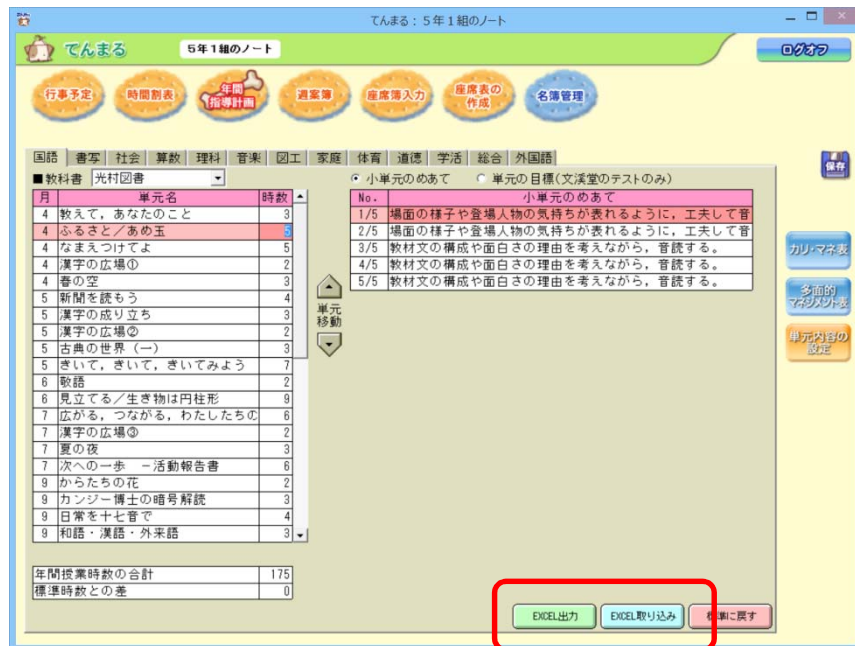 てんまる：５年１組のノート
てんまる
５年１組のノート
ログオフ
行事予定
時間割表
年間
指導計画
週案簿
座席簿入力
座席表の
作成
名簿管理
国語 書写 社会 算数 理科 音楽 図工 家庭 体育 道徳 学活 総合 外国語
保存
■教科書 光村図書
小単元のめあて 単元の目標(文溪堂のテストのみ)
月 単元名 時数
4 教えて，あなたのこと 3
4 ふるさと／あめ玉 5
4 なまえつけてよ 5
4 漢字の広場① 2
4 春の空 3
5 新聞を読もう 4
5 漢字の成り立ち 3
5 漢字の広場② 2
5 古典の世界（一） 3
5 きいて，きいて，きいてみよう 7
6 敬語 2
6 見立てる／生き物は円柱形 9
7 広がる，つながる，わたしたちの 6
7 漢字の広場③ 2
7 夏の夜 3
7 次への一歩 －活動報告書 6
9 からたちの花 2
9 カンジー博士の暗号解読 3
9 日常を十七音で 4
9 和語・漢語・外来語 3
単元
移動
No. 小単元のめあて
1/5 場面の様子や登場人物の気持ちが表れるように，工夫して音
2/5 場面の様子や登場人物の気持ちが表れるように，工夫して音
3/5 教材文の構成や面白さの理由を考えながら，音読する。
4/5 教材文の構成や面白さの理由を考えながら，音読する。
5/5 教材文の構成や面白さの理由を考えながら，音読する。
カリ・マネ表
多面的
マネジメント表
単元内容の
設定
年間授業時数の合計 175
標準時数との差 0
EXCEL出力 EXCEL取り込み 標準に戻す